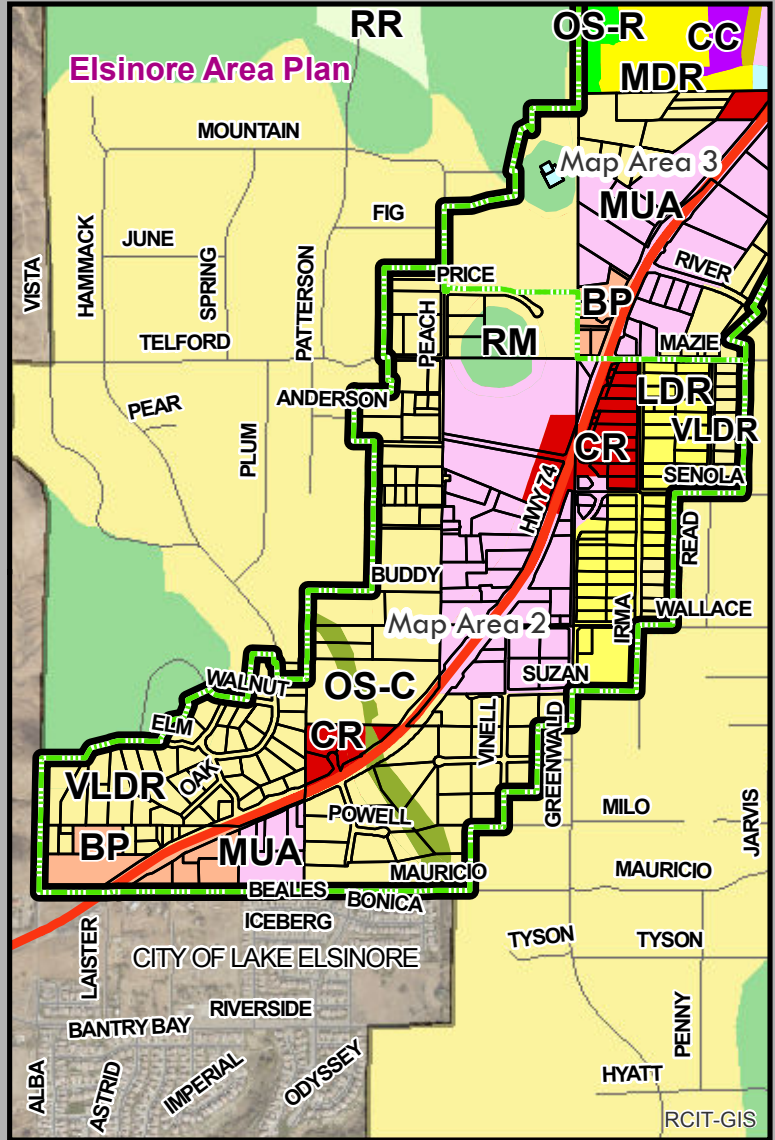 RR
OS-R
CC
Elsinore Area Plan
MDR
MOUNTAIN
Map Area 3
MUA
FIG
JUNE
HAMMACK
SPRING
VISTA
PATTERSON
RIVER
PRICE
BP
PEACH
RM
TELFORD
MAZIE
ANDERSON
LDR
PEAR
VLDR
PLUM
CR
SENOLA
HWY 74
READ
BUDDY
IRMA
WALLACE
Map Area 2
SUZAN
WALNUT
OS-C
ELM
CR
VINELL
GREENWALD
VLDR
OAK
POWELL
MILO
JARVIS
BP
MUA
MAURICIO
MAURICIO
BEALES
BONICA
ICEBERG
LAISTER
CITY OF LAKE ELSINORE
TYSON
TYSON
RIVERSIDE
BANTRY BAY
PENNY
ALBA
ASTRID
IMPERIAL
ODYSSEY
HYATT
RCIT-GIS